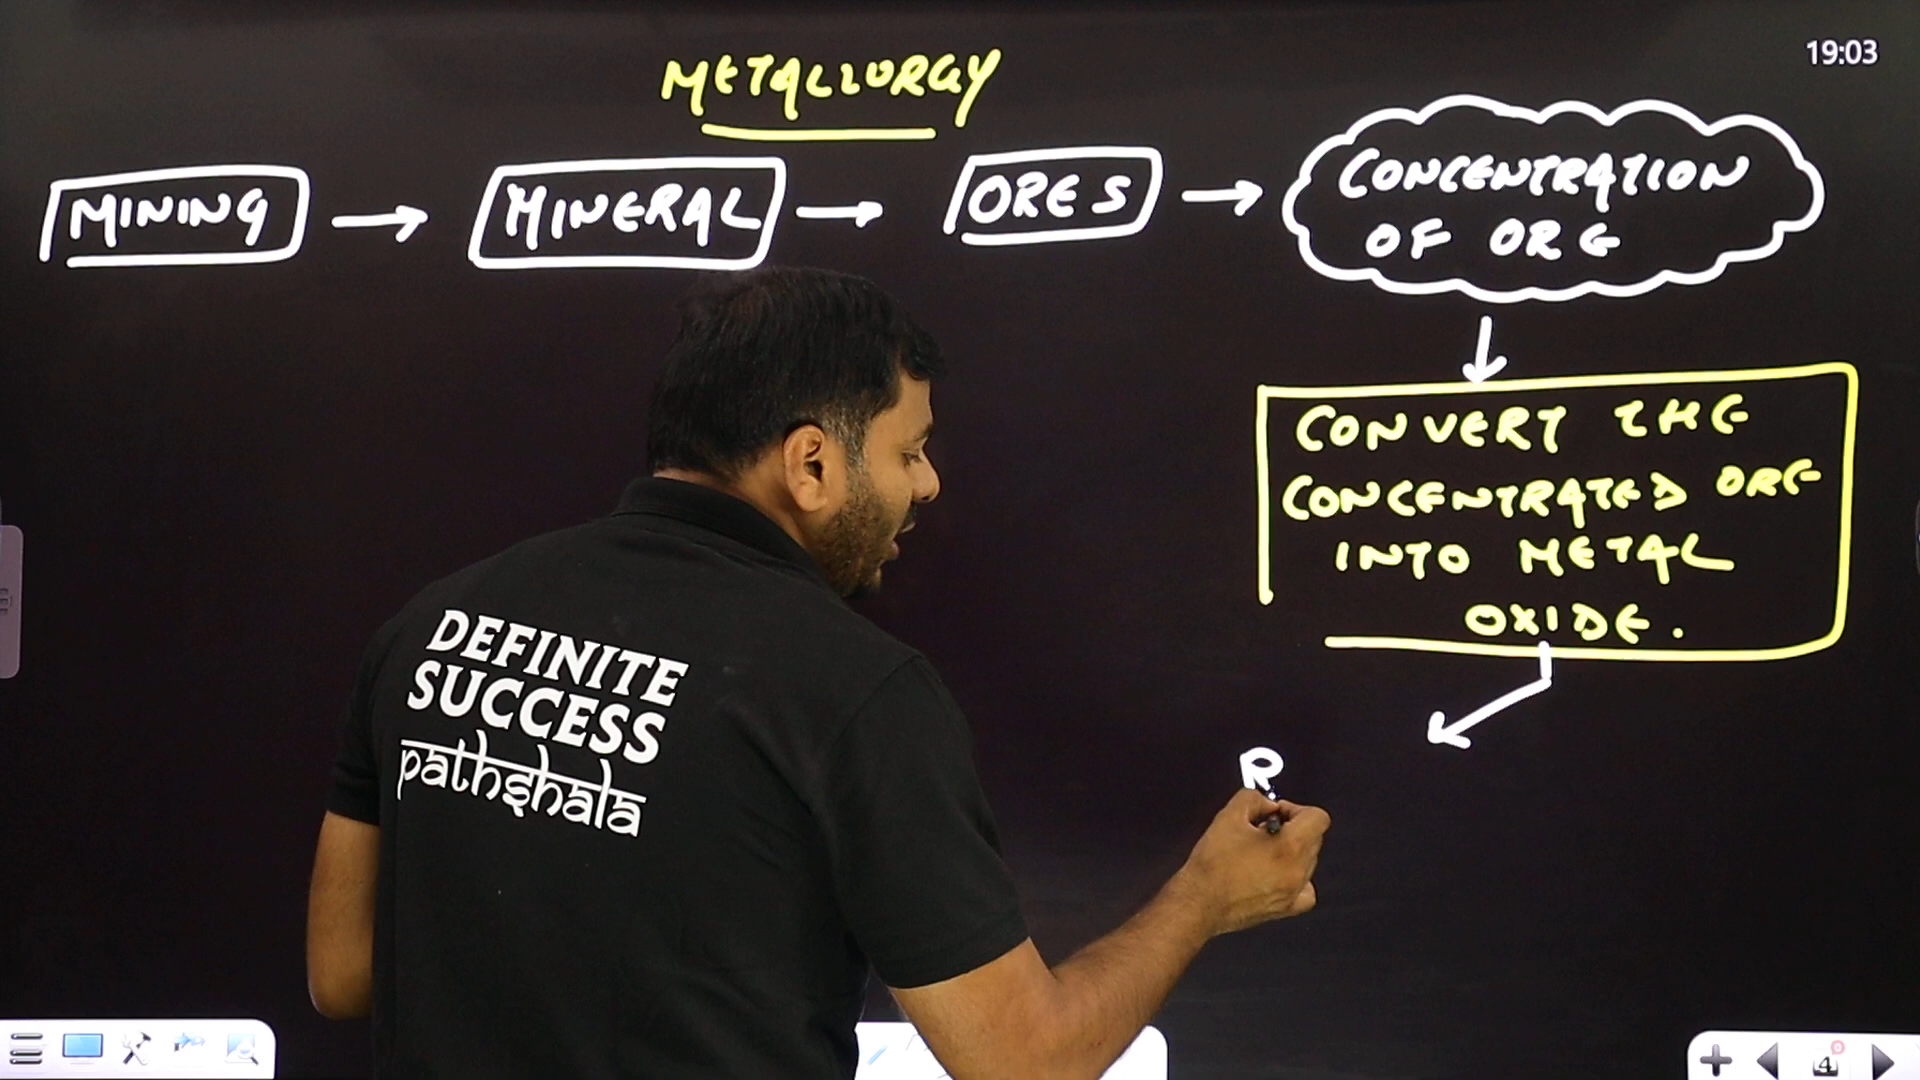 METALLURGY
19:03
MINING → MINERAL → ORES → CONCENTRATION
OF ORE
CONVERT THE
CONCENTRATED ORE
INTO METAL
OXIDE.
R
DEFINITE
SUCCESS
pathshala
4
0